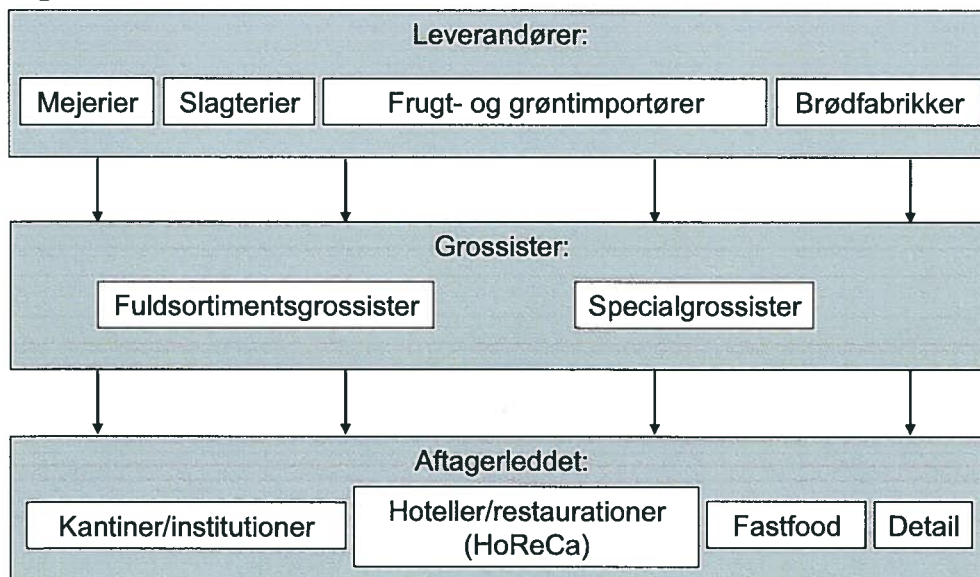 Leverandører:
Mejerier Slagterier Frugt- og grøntimportører Brødfabrikker
Grossister:
Fuldsortimentsgrossister Specialgrossister
Aftagerleddet:
Kantiner/institutioner Hoteller/restaurationer (HoReCa) Fastfood Detail